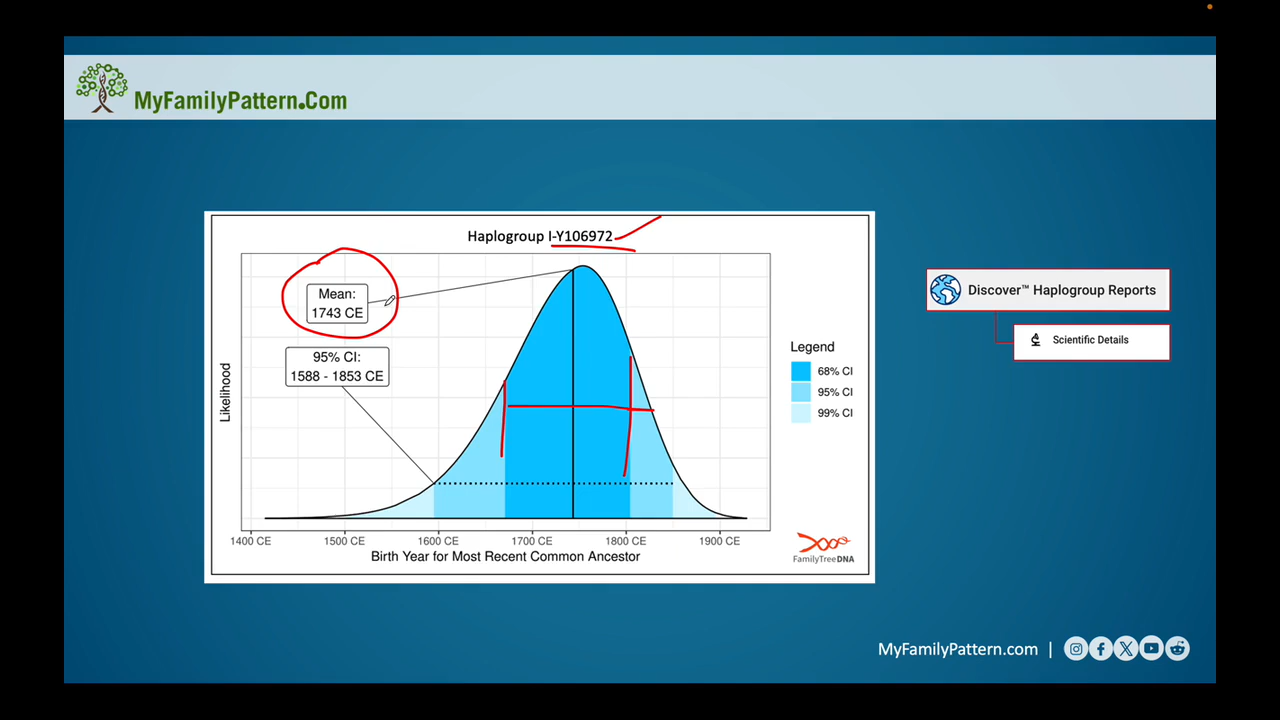 MyFamilyPattern.Com
Haplogroup I-Y106972
Mean:
1743 CE
95% CI:
1588 - 1853 CE
Likelihood
1400 CE
1500 CE
1600 CE
1700 CE
1800 CE
1900 CE
Birth Year for Most Recent Common Ancestor
Legend
68% CI
95% CI
99% CI
FamilyTreeDNA
Discover™ Haplogroup Reports
Scientific Details
MyFamilyPattern.com |